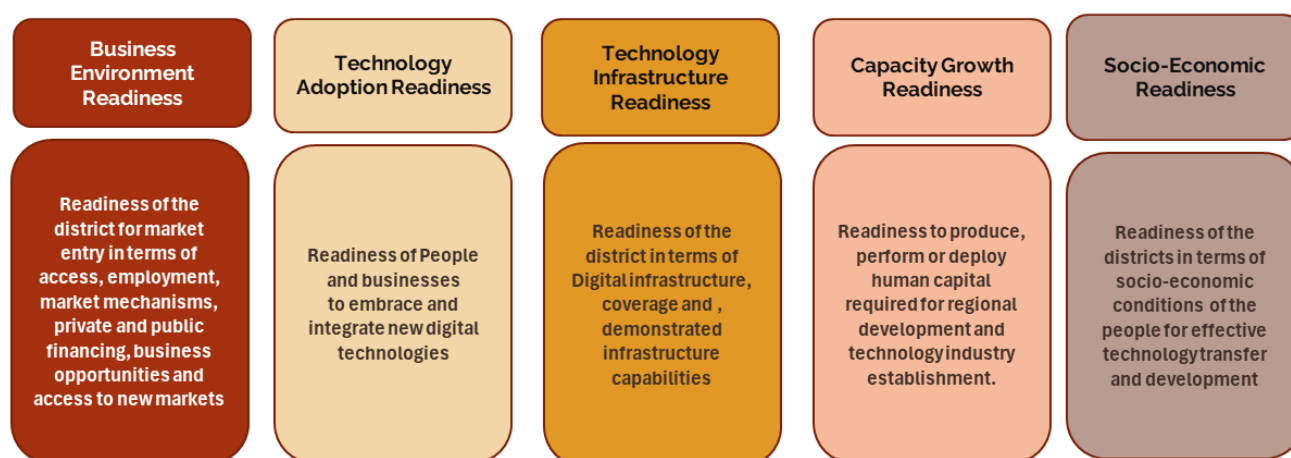 Business
Environment
Readiness
Technology
Adoption Readiness
Technology
Infrastructure
Readiness
Capacity Growth
Readiness
Socio-Economic
Readiness
Readiness of the
district for market
entry in terms of
access, employment,
market mechanisms,
private and public
financing, business
opportunities and
access to new markets
Readiness of People
and businesses
to embrace and
integrate new digital
technologies
Readiness of the
district in terms of
Digital infrastructure,
coverage and ,
demonstrated
infrastructure
capabilities
Readiness to produce,
perform or deploy
human capital
required for regional
development and
technology industry
establishment.
Readiness of the
districts in terms of
socio-economic
conditions of the
people for effective
technology transfer
and development